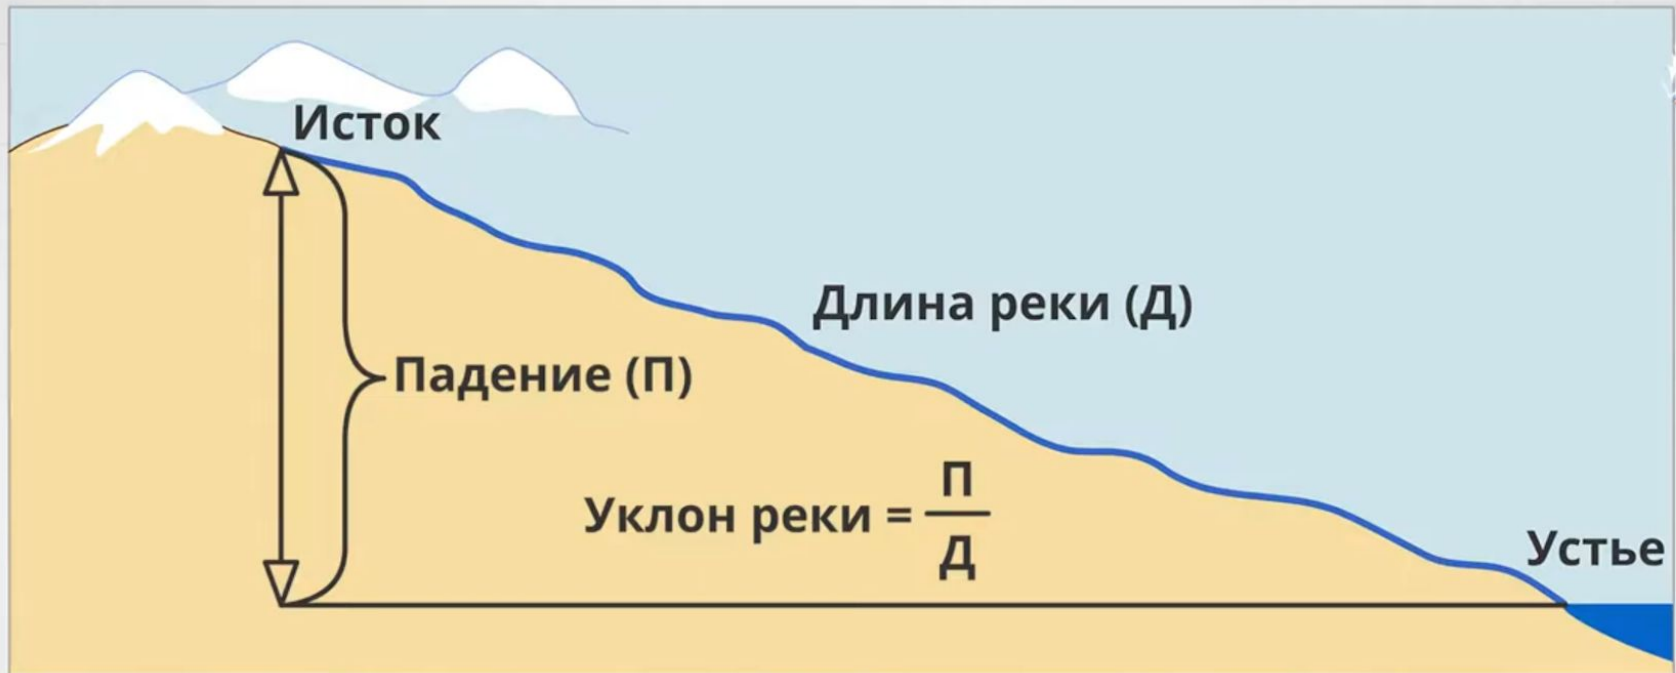 Исток
Длина реки (Д)
Падение (П)
Уклон реки = П
Д
Устье